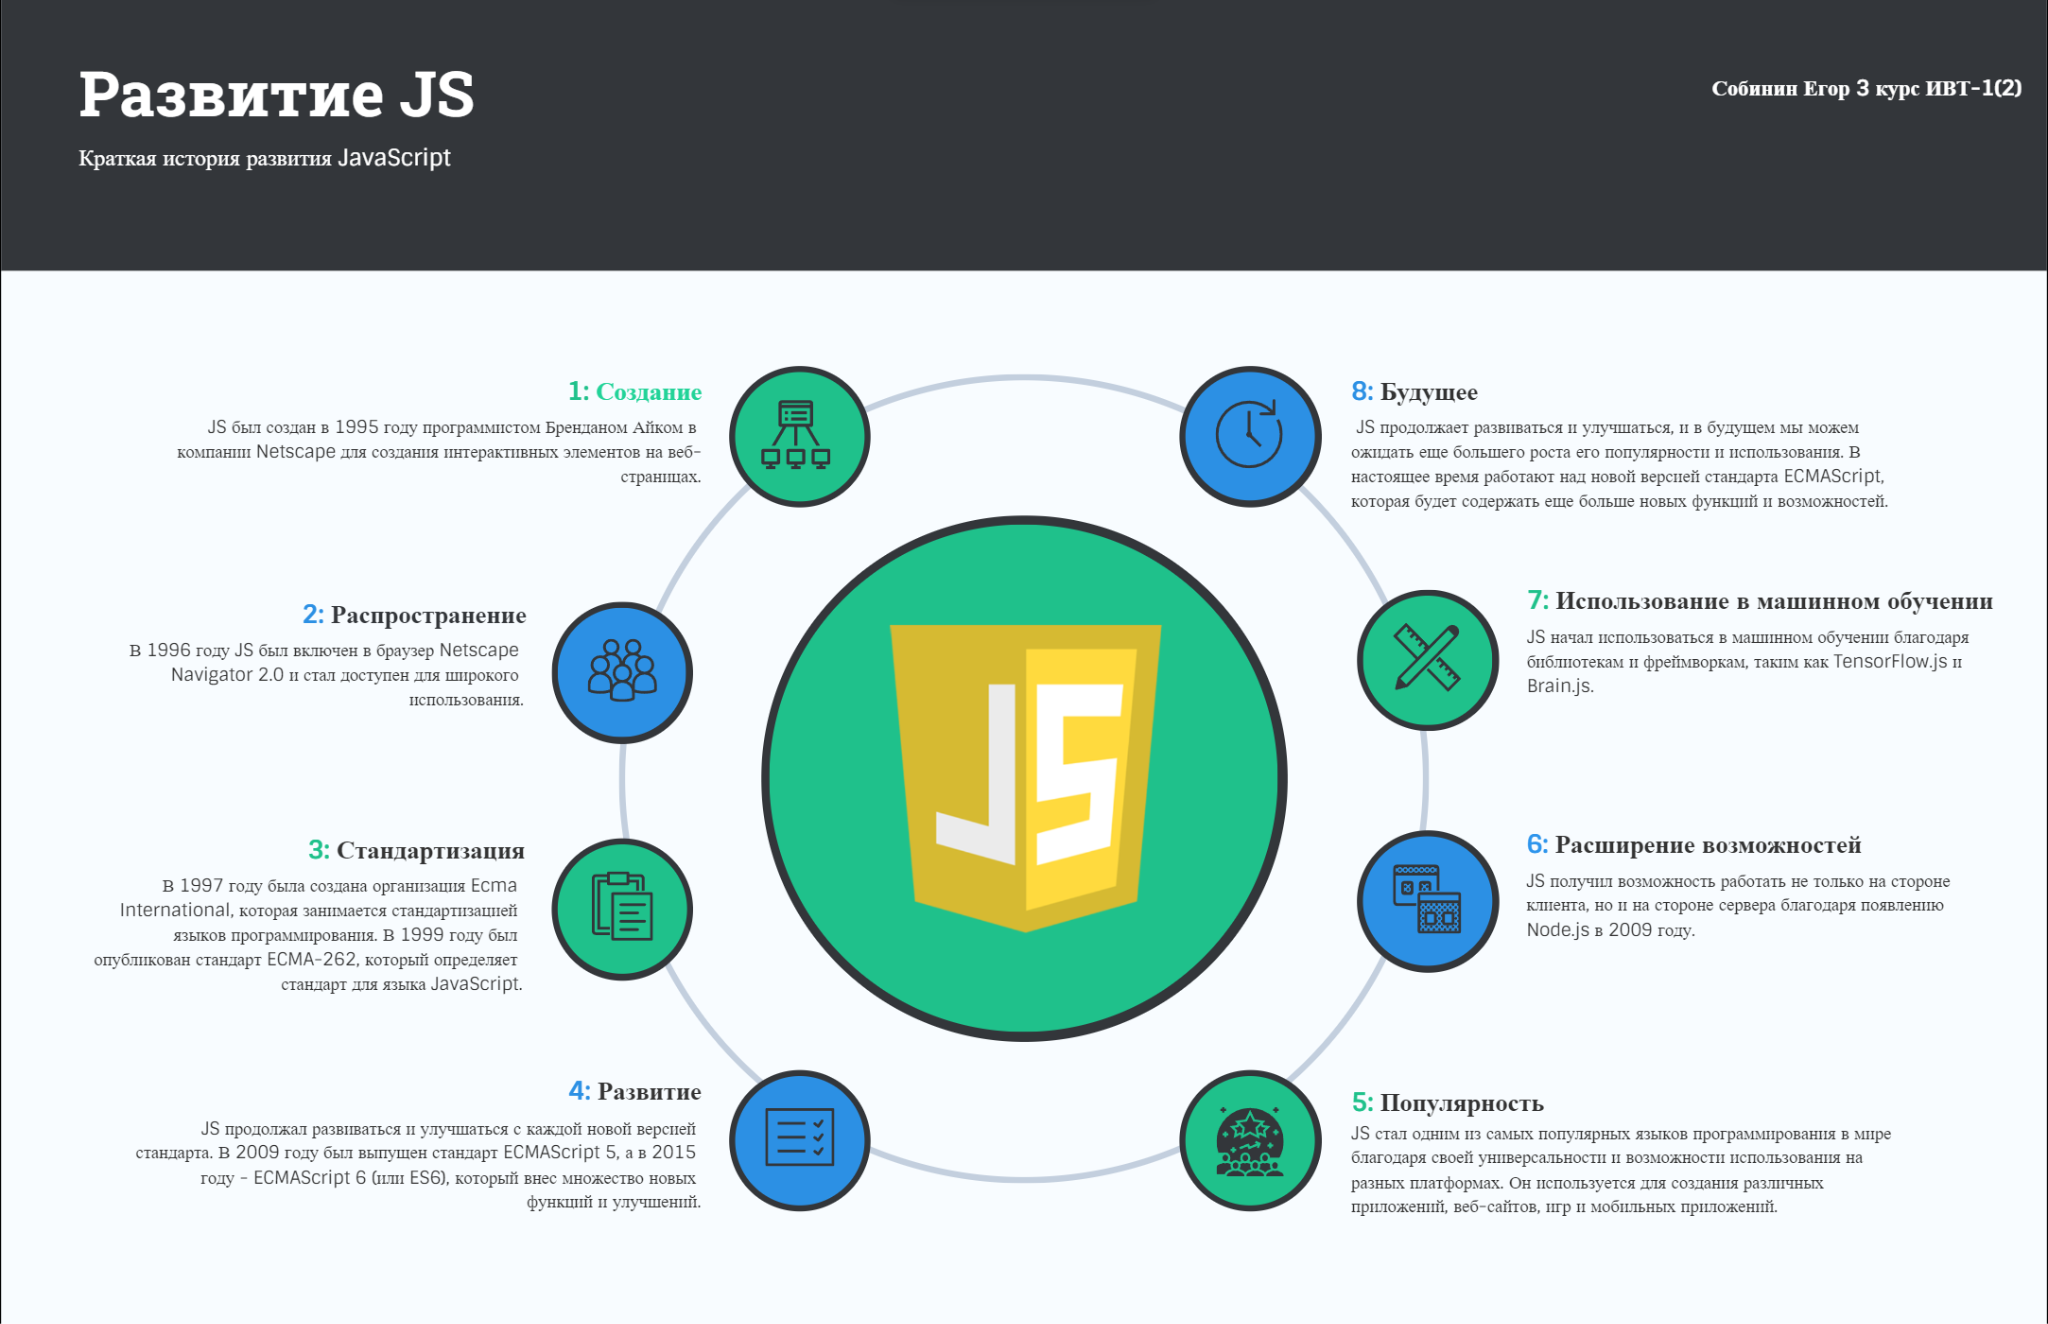 Развитие JS
Краткая история развития JavaScript
Собинин Егор 3 курс ИВТ-1(2)
1: Создание
JS был создан в 1995 году программистом Бренданом Айком в
компании Netscape для создания интерактивных элементов на веб-
страницах.
2: Распространение
В 1996 году JS был включен в браузер Netscape
Navigator 2.0 и стал доступен для широкого
использования.
3: Стандартизация
В 1997 году была создана организация Ecma
International, которая занимается стандартизацией
языков программирования. В 1999 году был
опубликован стандарт ECMA-262, который определяет
стандарт для языка JavaScript.
4: Развитие
JS продолжал развиваться и улучшаться с каждой новой версией
стандарта. В 2009 году был выпущен стандарт ECMAScript 5, а в 2015
году - ECMAScript 6 (или ES6), который внес множество новых
функций и улучшений.
JS
5: Популярность
JS стал одним из самых популярных языков программирования в мире
благодаря своей универсальности и возможности использования на
разных платформах. Он используется для создания различных
приложений, веб-сайтов, игр и мобильных приложений.
6: Расширение возможностей
JS получил возможность работать не только на стороне
клиента, но и на стороне сервера благодаря появлению
Node.js в 2009 году.
7: Использование в машинном обучении
JS начал использоваться в машинном обучении благодаря
библиотекам и фреймворкам, таким как TensorFlow.js и
Brain.js.
8: Будущее
JS продолжает развиваться и улучшаться, и в будущем мы можем
ожидать еще большего роста его популярности и использования. В
настоящее время работают над новой версией стандарта ECMAScript,
которая будет содержать еще больше новых функций и возможностей.